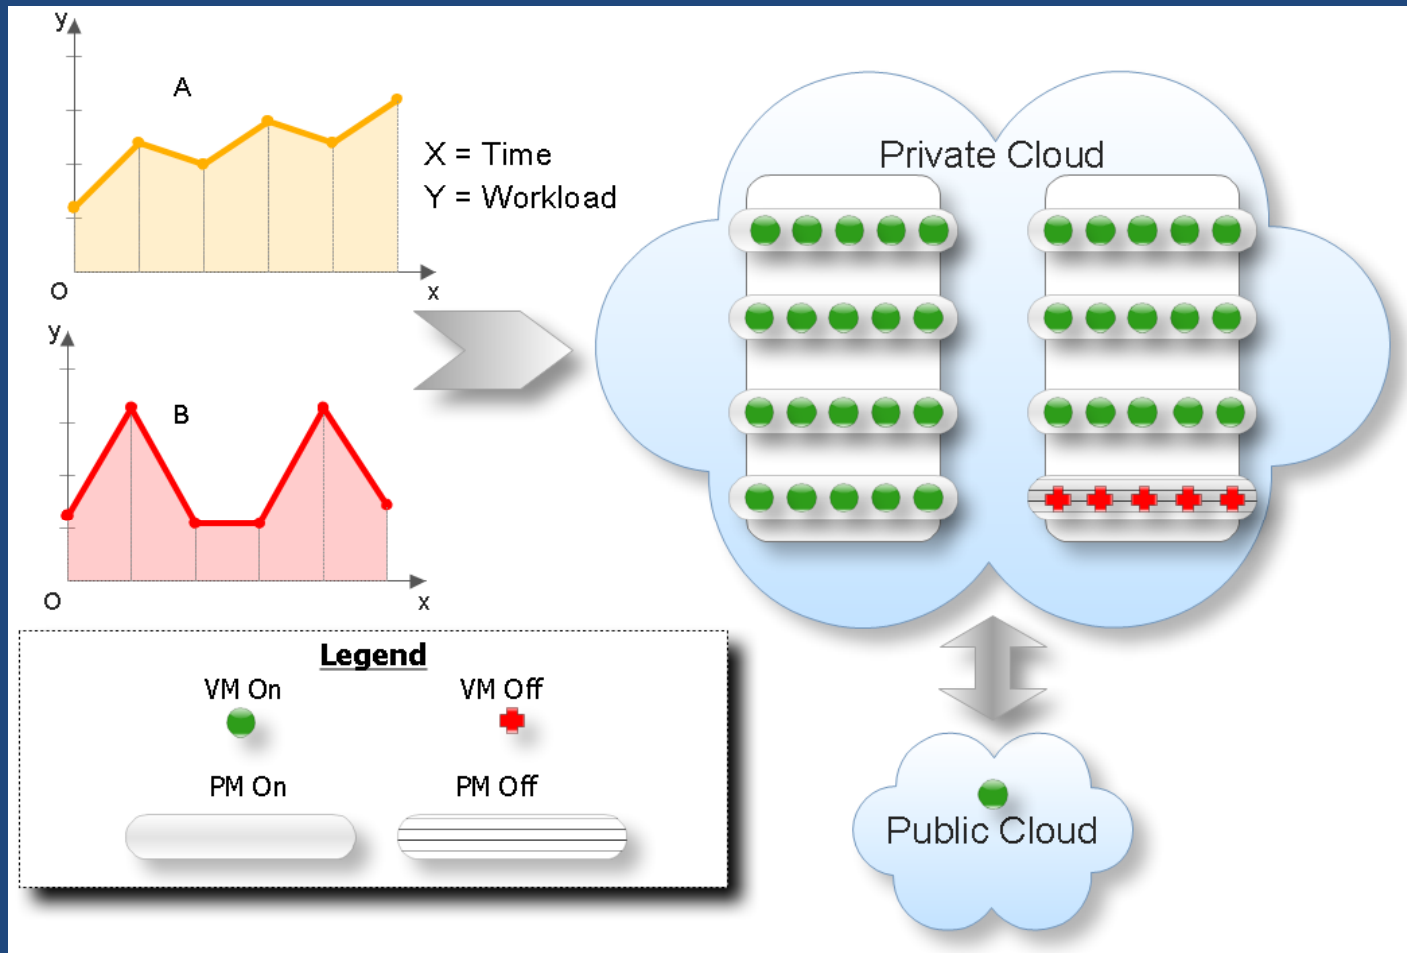 y
A
X = Time
Y = Workload
O
x
y
B
O
x
Private Cloud
Legend
VM On
VM Off
PM On
PM Off
Public Cloud